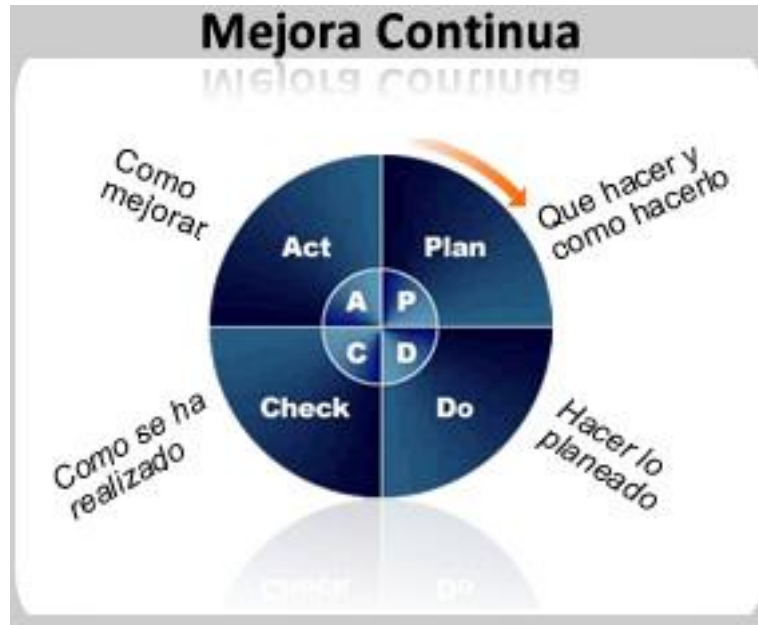 Mejora Continua
Como
mejorar
Que hacer y
como hacerlo
Act
Plan
A
P
C
D
Check
Do
Como se ha
realizado
Hacer lo
planeado